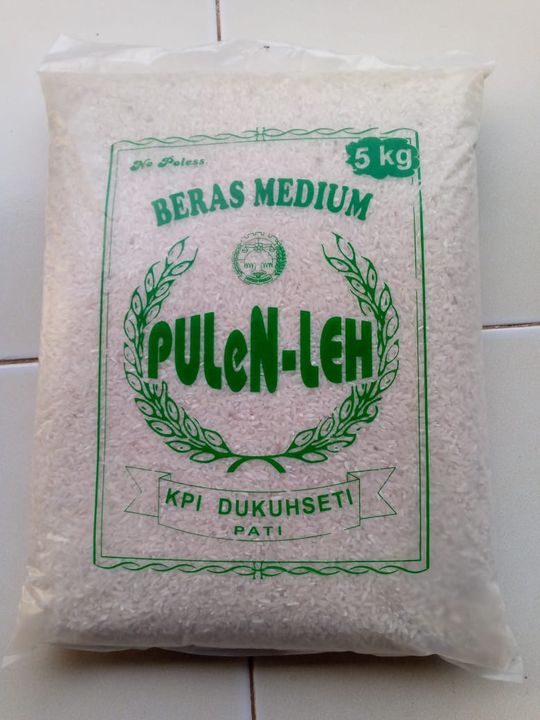 No Poless
5 kg
BERAS MEDIUM
PULeN-LEH
KPI DUKUHSETI
PATI